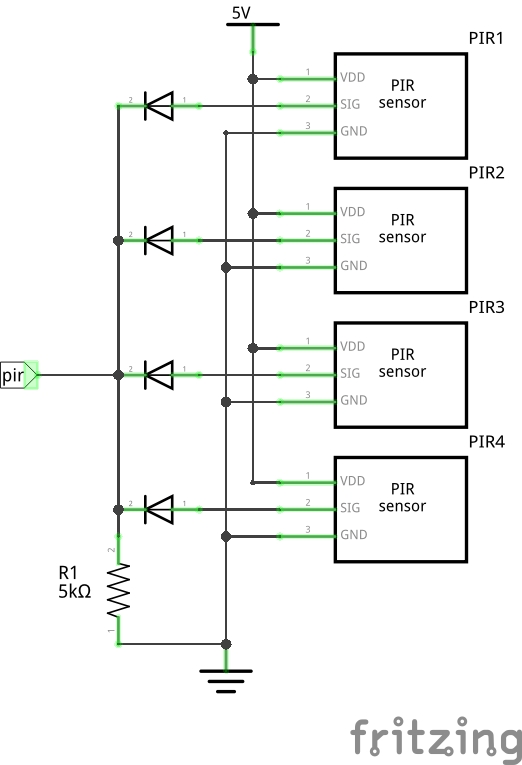 5V
PIR1
1
VDD
PIR
2
1
2
SIG
sensor
3
GND
PIR2
1
VDD
PIR
2
1
2
SIG
sensor
3
GND
PIR3
1
VDD
PIR
pir
2
1
2
SIG
sensor
3
GND
PIR4
1
VDD
PIR
2
1
2
SIG
sensor
3
GND
2
R1
5kΩ
1
fritzing